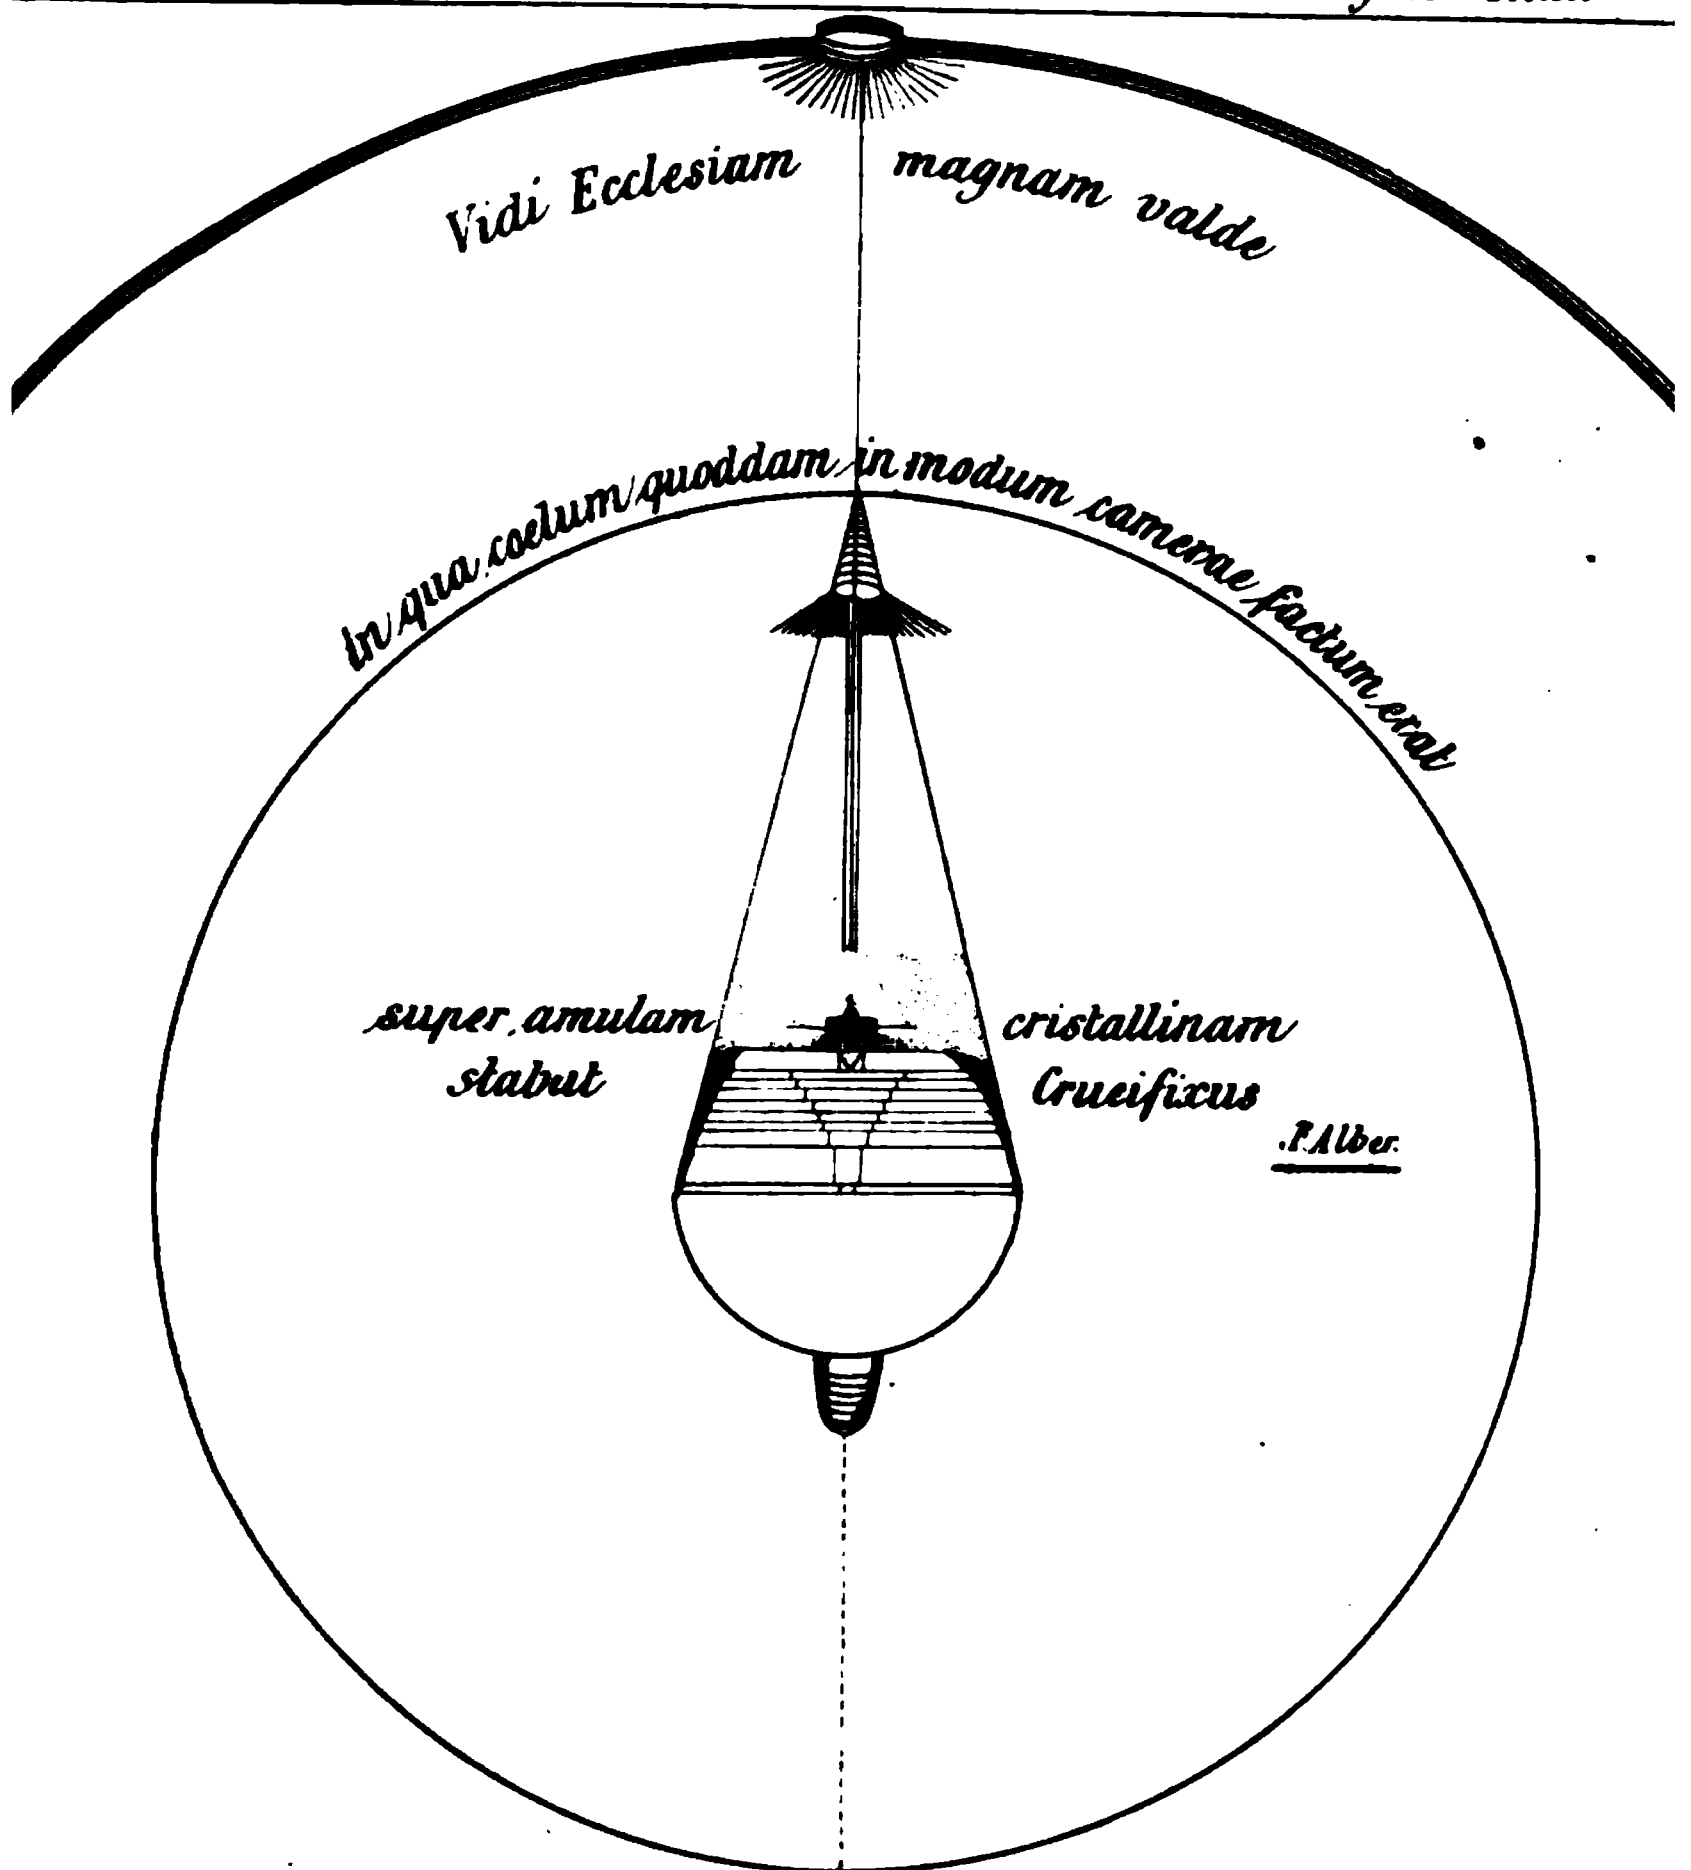 Vidi Ecclesiam magnam valde
In qua coelum quoddam in modum camerae factum erat
super amulam cristallinam
stabat Crucifixus
P. Alber.